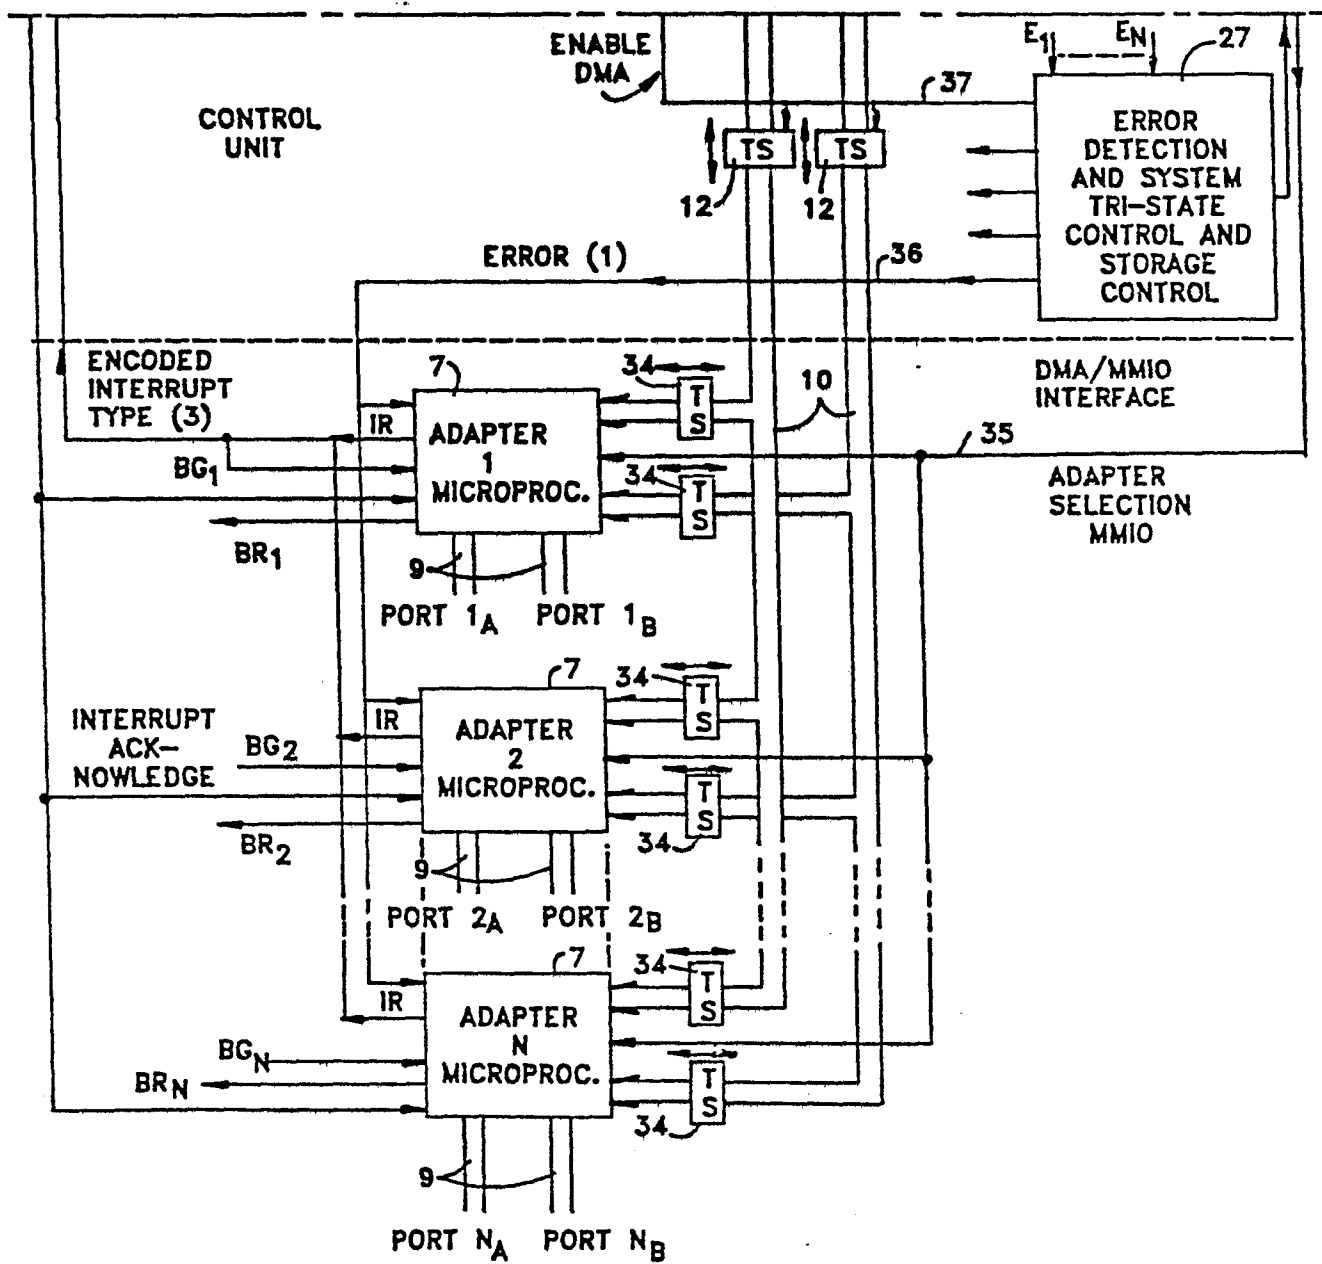 ENABLE
DMA
E1
EN
27
37
CONTROL
UNIT
TS
TS
12
12
ERROR
DETECTION
AND SYSTEM
TRI-STATE
CONTROL AND
STORAGE
CONTROL
ERROR (1)
36
ENCODED
INTERRUPT
TYPE (3)
7
34
T
S
10
DMA/MMIO
INTERFACE
IR
ADAPTER
1
MICROPROC.
BG1
35
34
T
S
ADAPTER
SELECTION
MMIO
BR1
9
PORT 1A
PORT 1B
7
34
T
S
INTERRUPT
ACK-
NOWLEDGE
IR
BG2
ADAPTER
2
MICROPROC.
T
S
34
BR2
9
PORT 2A
PORT 2B
7
34
T
S
IR
ADAPTER
N
MICROPROC.
BGN
BRN
T
S
34
9
PORT NA
PORT NB